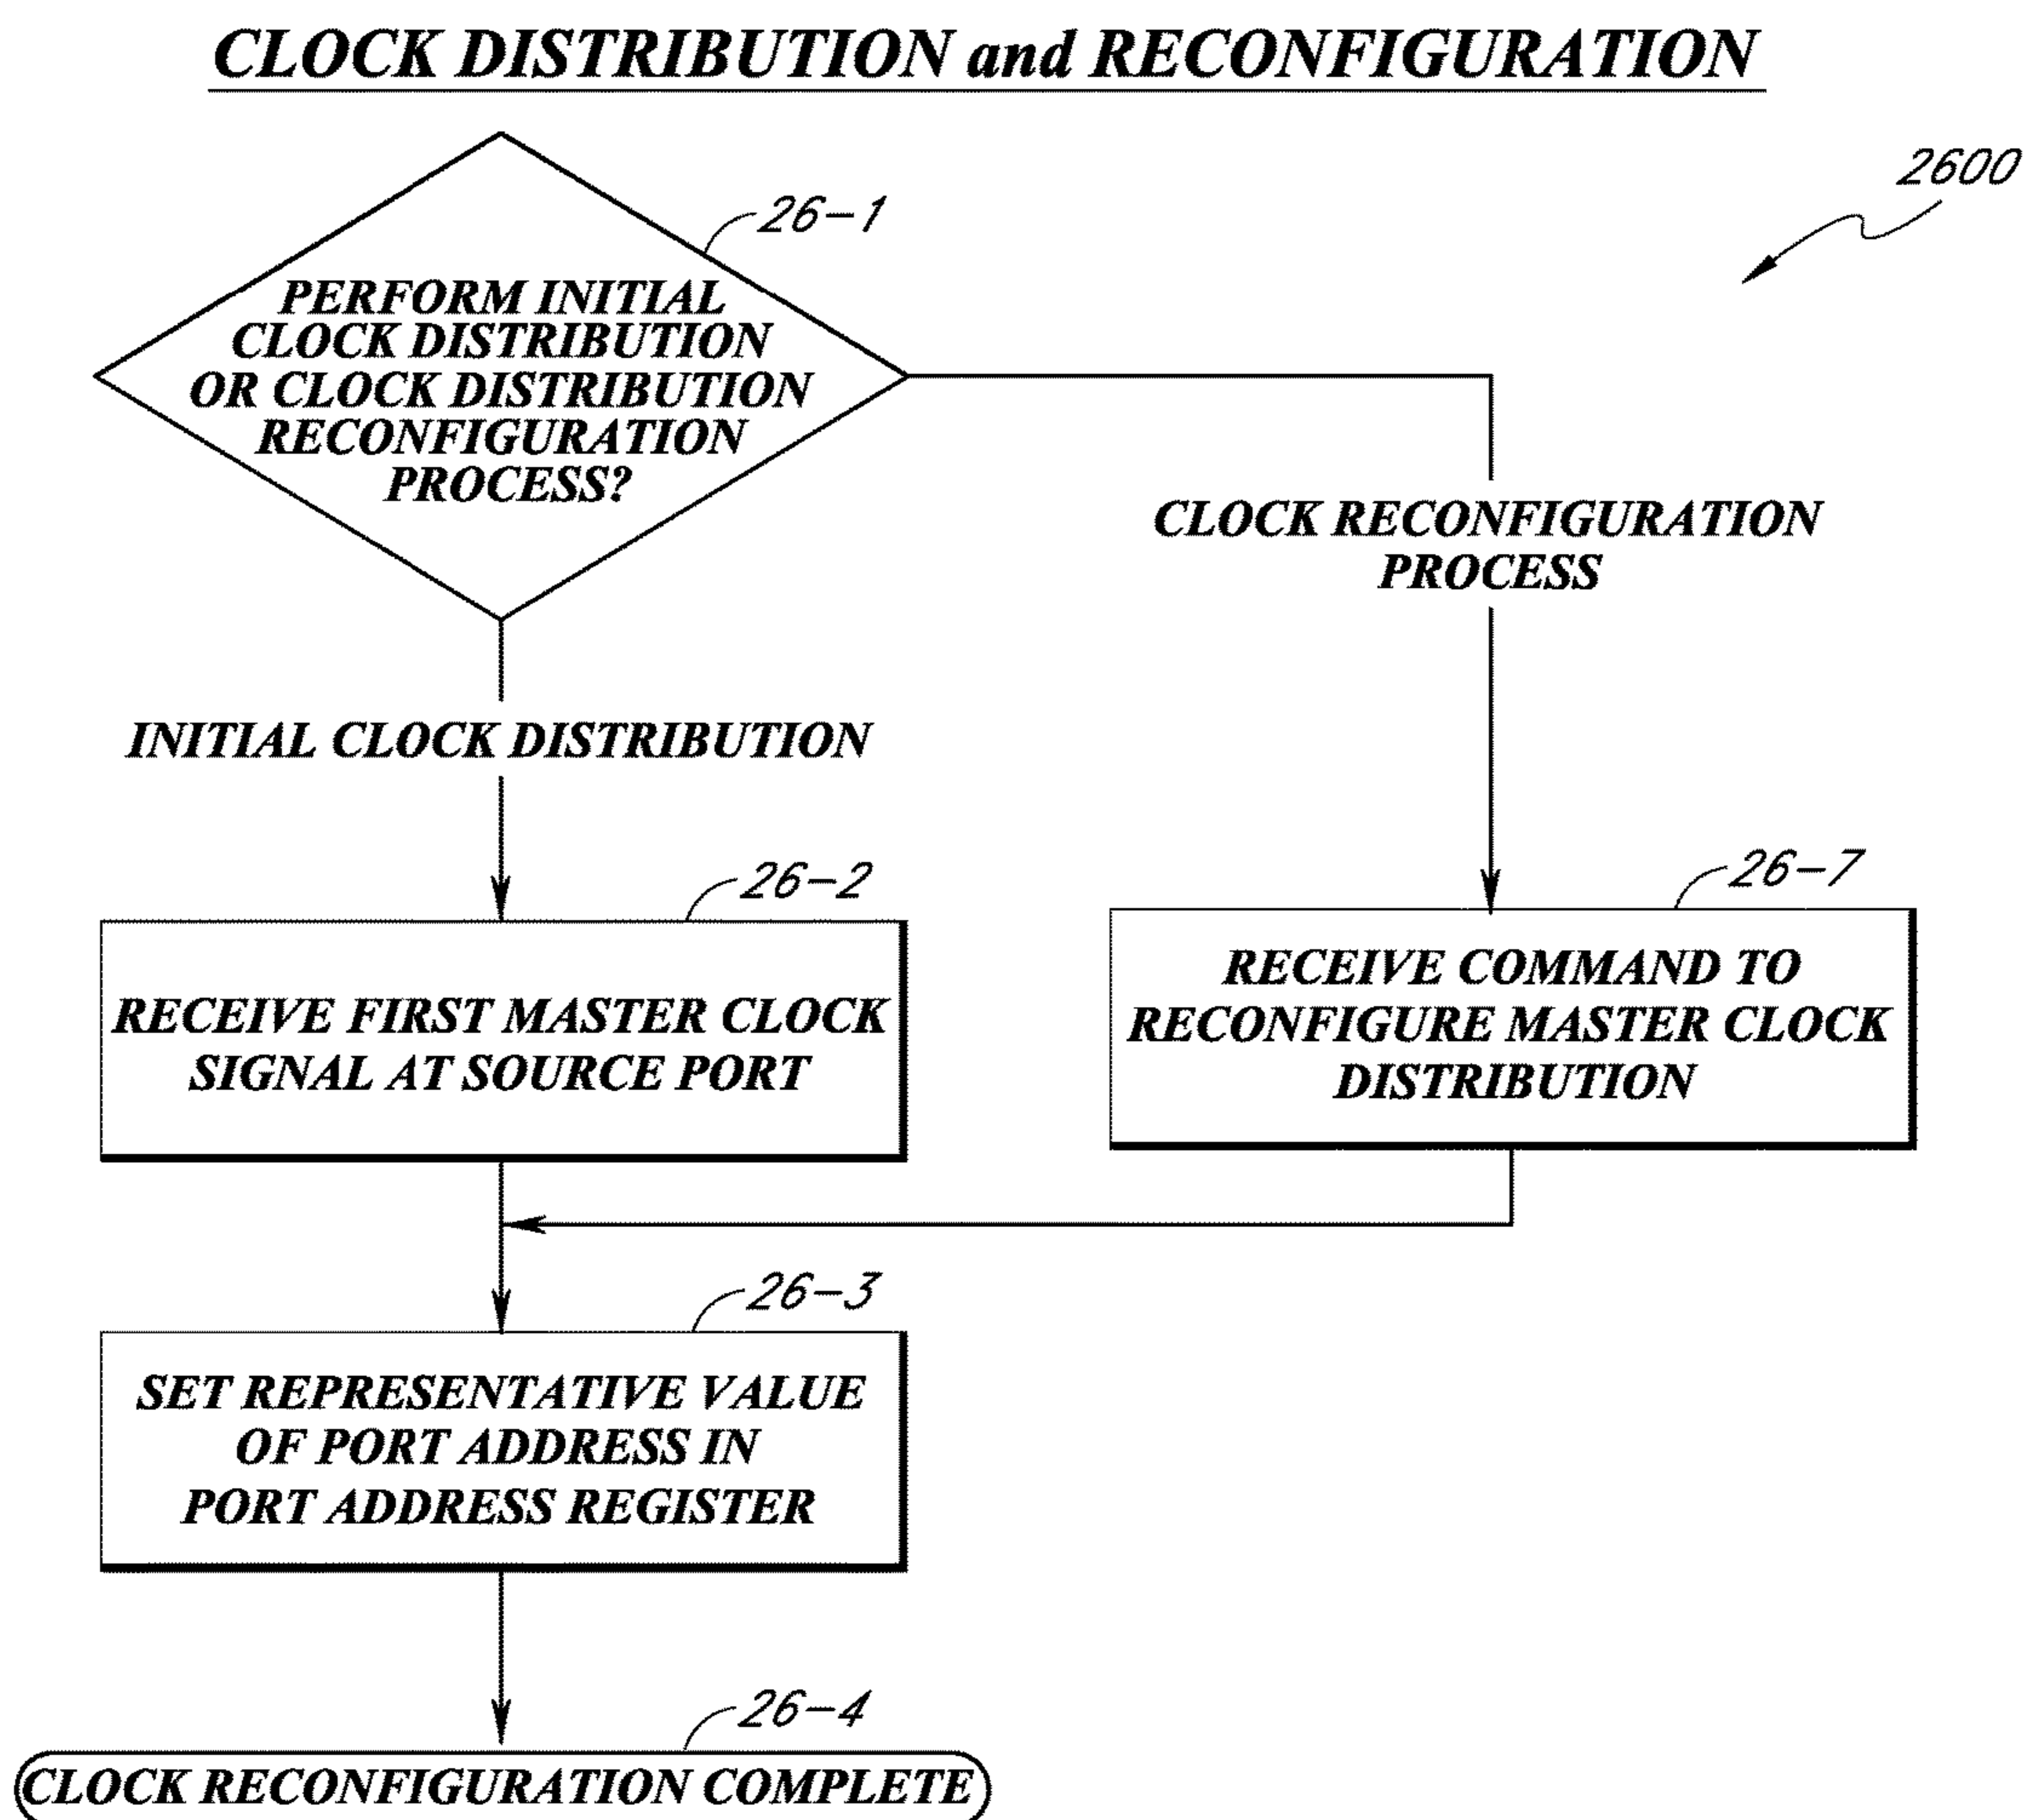 CLOCK DISTRIBUTION and RECONFIGURATION
2600
26-1
PERFORM INITIAL
CLOCK DISTRIBUTION
OR CLOCK DISTRIBUTION
RECONFIGURATION
PROCESS?
CLOCK RECONFIGURATION
PROCESS
INITIAL CLOCK DISTRIBUTION
26-2
RECEIVE FIRST MASTER CLOCK
SIGNAL AT SOURCE PORT
26-7
RECEIVE COMMAND TO
RECONFIGURE MASTER CLOCK
DISTRIBUTION
26-3
SET REPRESENTATIVE VALUE
OF PORT ADDRESS IN
PORT ADDRESS REGISTER
26-4
CLOCK RECONFIGURATION COMPLETE